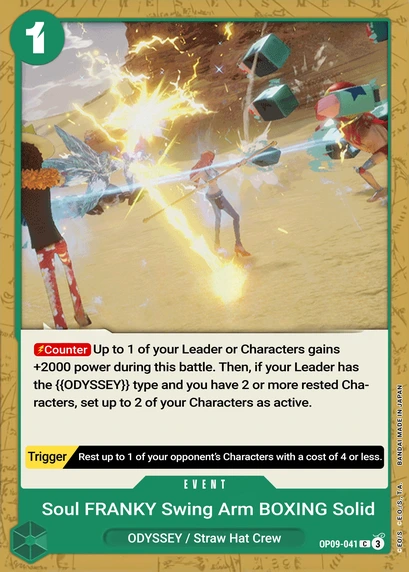 1
Counter Up to 1 of your Leader or Characters gains
+2000 power during this battle. Then, if your Leader has
the {{ODYSSEY}} type and you have 2 or more rested Cha-
racters, set up to 2 of your Characters as active.
Trigger Rest up to 1 of your opponent's Characters with a cost of 4 or less.
EVENT
Soul FRANKY Swing Arm BOXING Solid
ODYSSEY / Straw Hat Crew
OP09-041 C 3
BANDAI MADE IN JAPAN